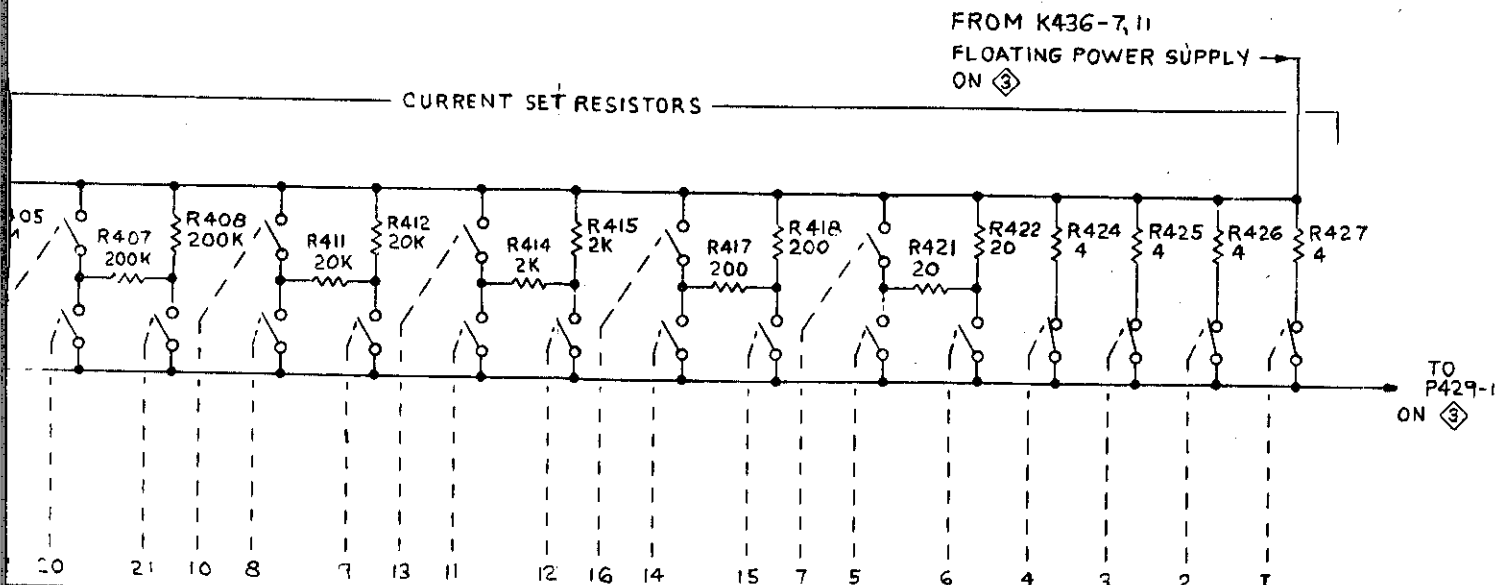 FROM K436-7, 11
FLOATING POWER SUPPLY
ON 3
CURRENT SET RESISTORS
405
R407
200K
R408
200K
R411
20K
R412
20K
R414
2K
R415
2K
R417
200
R418
200
R421
20
R422
20
R424
4
R425
4
R426
4
R427
4
TO
P429-1
ON 3
20 21 10 8 7 13 11 12 16 14 15 7 5 6 4 3 2 1